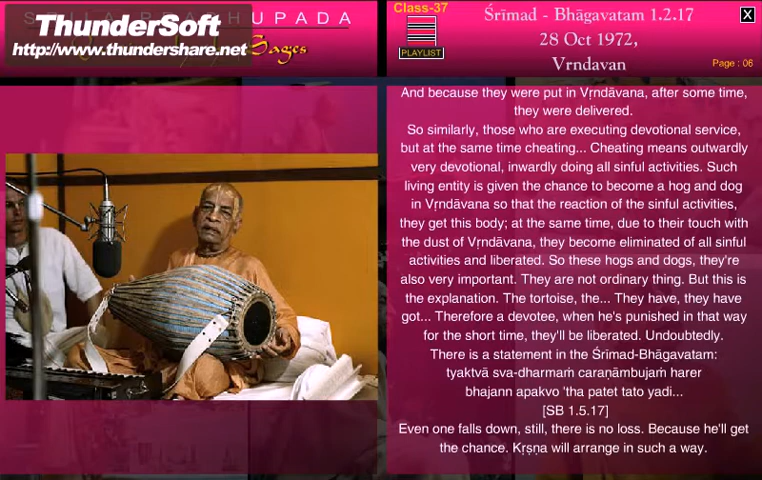 SRILA PRABHUPADA
ThunderSoft
http://www.thundershare.net
Sages
Class-37
PLAYLIST
Śrīmad - Bhāgavatam 1.2.17
28 Oct 1972,
Vrndavan
X
Page : 06
And because they were put in Vṛndāvana, after some time,
they were delivered.
So similarly, those who are executing devotional service,
but at the same time cheating... Cheating means outwardly
very devotional, inwardly doing all sinful activities. Such
living entity is given the chance to become a hog and dog
in Vṛndāvana so that the reaction of the sinful activities,
they get this body; at the same time, due to their touch with
the dust of Vṛndāvana, they become eliminated of all sinful
activities and liberated. So these hogs and dogs, they're
also very important. They are not ordinary thing. But this is
the explanation. The tortoise, the... They have, they have
got... Therefore a devotee, when he's punished in that way
for the short time, they'll be liberated. Undoubtedly.
There is a statement in the Śrīmad-Bhāgavatam:
tyaktvā sva-dharmaṁ caraṇāmbujaṁ harer
bhajann apakvo 'tha patet tato yadi...
[SB 1.5.17]
Even one falls down, still, there is no loss. Because he'll get
the chance. Kṛṣṇa will arrange in such a way.